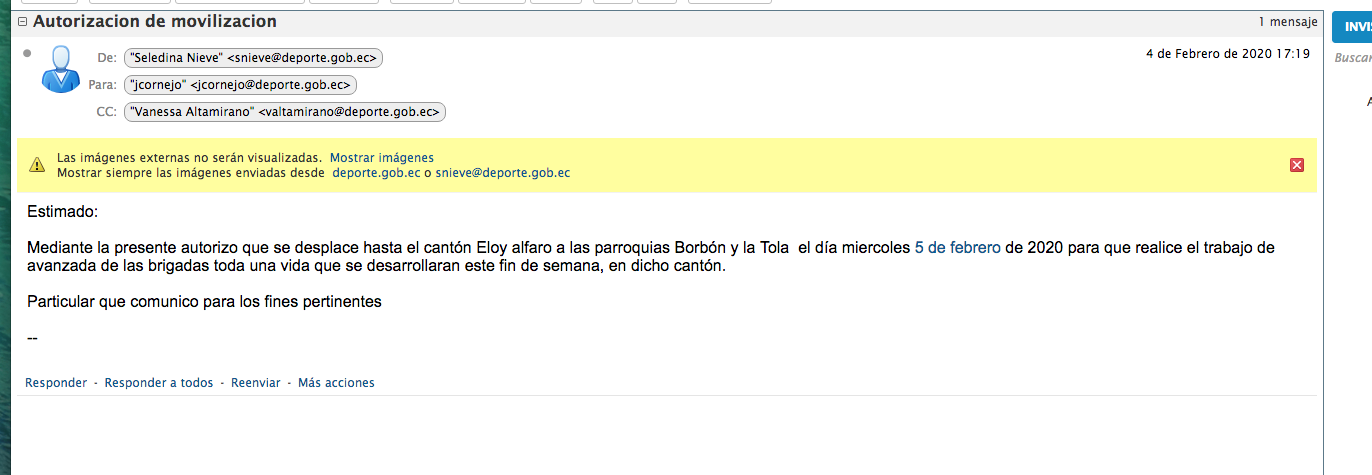 Autorizacion de movilizacion
1 mensaje
De: "Seledina Nieve" <snieve@deporte.gob.ec>
4 de Febrero de 2020 17:19
Para: "jcornejo" <jcornejo@deporte.gob.ec>
CC: "Vanessa Altamirano" <valtamirano@deporte.gob.ec>
Las imágenes externas no serán visualizadas. Mostrar imágenes
Mostrar siempre las imágenes enviadas desde deporte.gob.ec o snieve@deporte.gob.ec
Estimado:
Mediante la presente autorizo que se desplace hasta el cantón Eloy alfaro a las parroquias Borbón y la Tola el día miercoles 5 de febrero de 2020 para que realice el trabajo de
avanzada de las brigadas toda una vida que se desarrollaran este fin de semana, en dicho cantón.
Particular que comunico para los fines pertinentes
--
Responder - Responder a todos - Reenviar - Más acciones